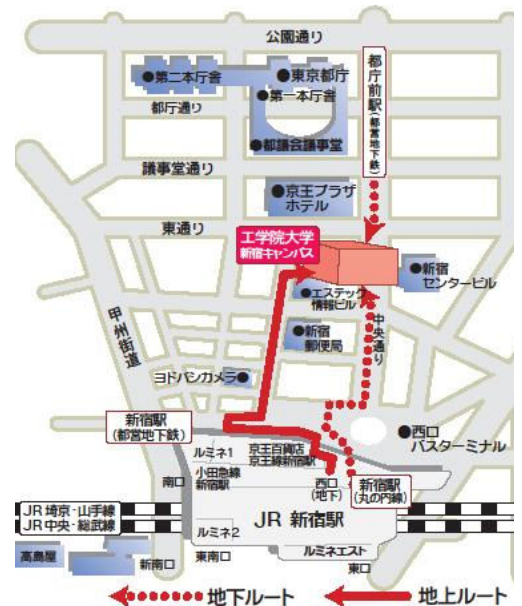 公園通り
●第二本庁舎
●東京都庁
●第一本庁舎
都庁通り
●都議会議事堂
都庁前駅(都営地下鉄)
議事堂通り
●京王プラザ
ホテル
東通り
工学院大学
新宿キャンパス
●新宿
センタービル
●エステック
情報ビル
中央通り
●新宿
郵便局
甲州街道
ヨドバシカメラ●
新宿駅
(都営地下鉄)
●西口
バスターミナル
ルミネ1
京王百貨店
京王線新宿駅
小田急線
新宿駅
西口
(地下)
新宿駅
(丸の内線)
南口
JR 埼京・山手線
JR 中央・総武線
JR 新宿駅
ルミネ2
ルミネエスト
高島屋
新南口
東南口
東口
地下ルート
地上ルート